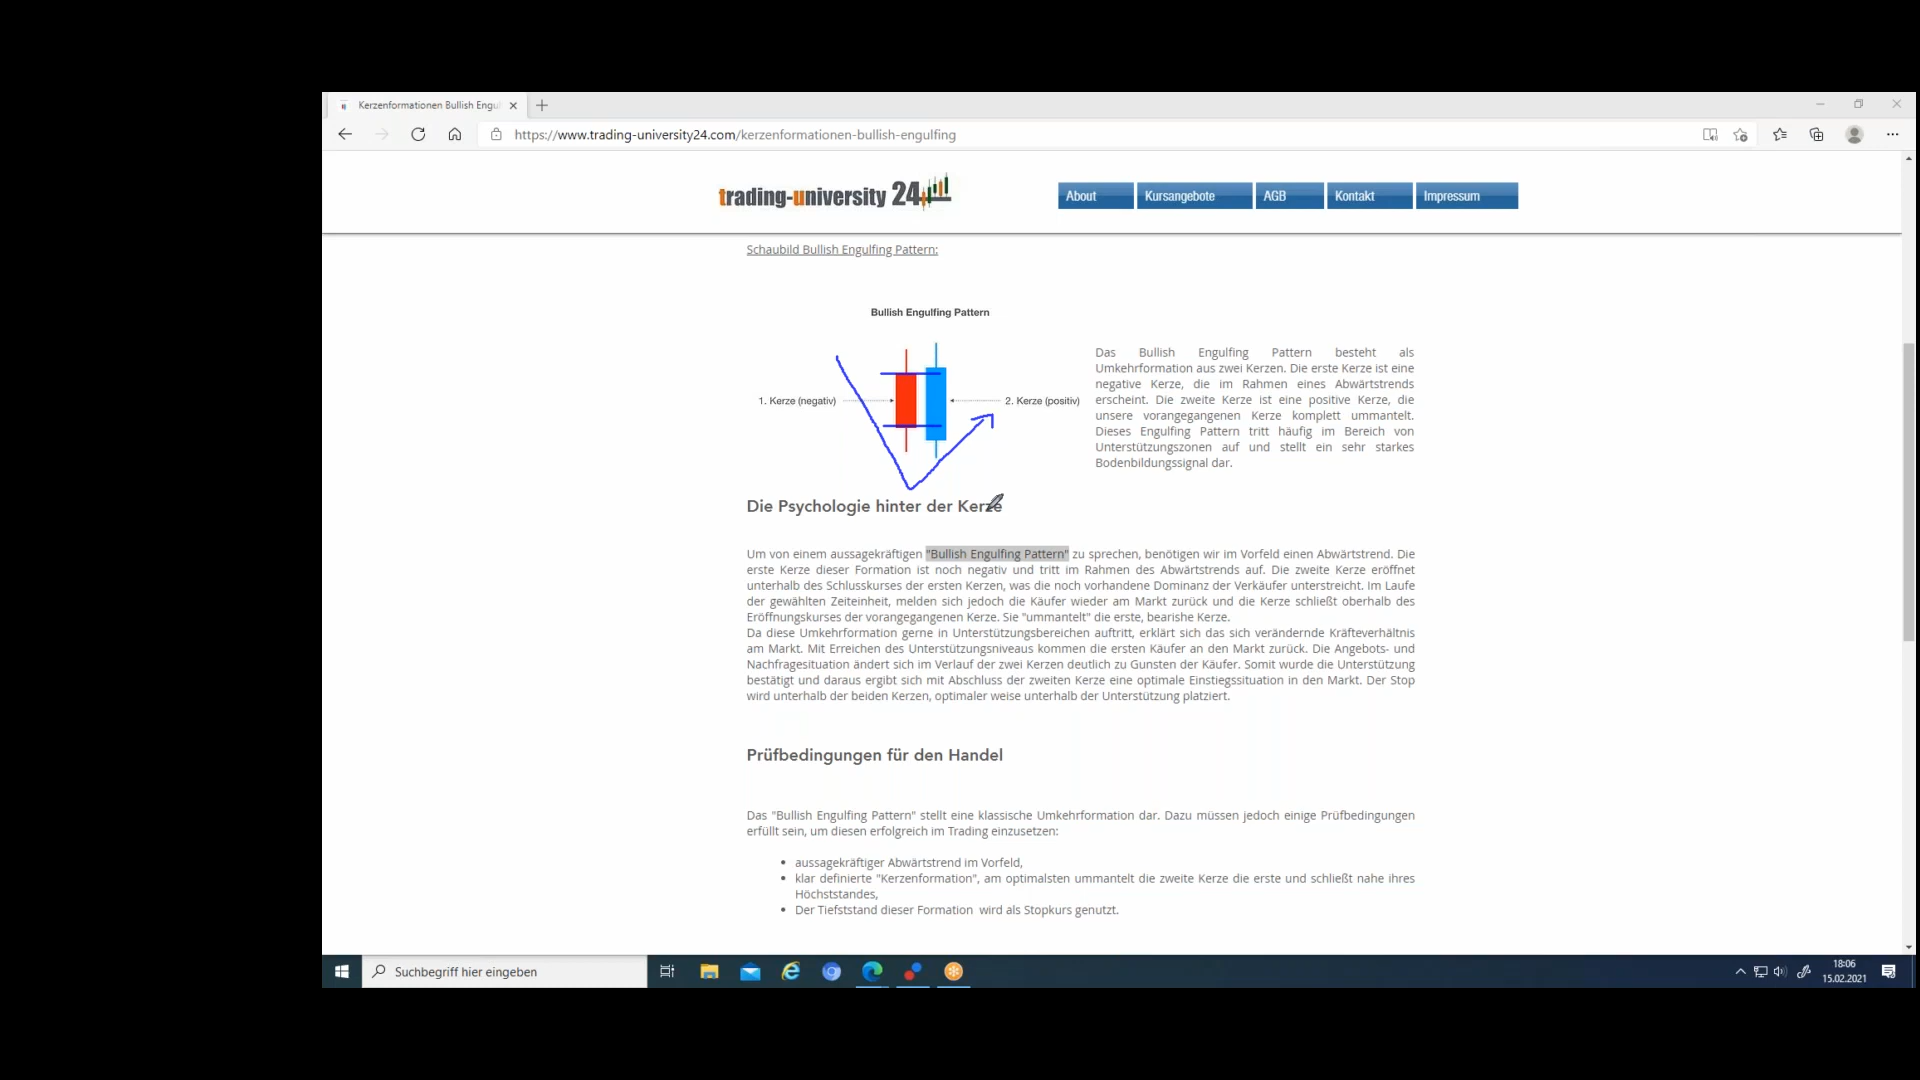 Kerzenformationen Bullish Engu
https://www.trading-university24.com/kerzenformationen-bullish-engulfing
trading-university 24
About
Kursangebote
AGB
Kontakt
Impressum
Schaubild Bullish Engulfing Pattern:
Bullish Engulfing Pattern
1. Kerze (negativ)
2. Kerze (positiv)
Das Bullish Engulfing Pattern besteht als
Umkehrformation aus zwei Kerzen. Die erste Kerze ist eine
negative Kerze, die im Rahmen eines Abwärtstrends
erscheint. Die zweite Kerze ist eine positive Kerze, die
unsere vorangegangenen Kerze komplett ummantelt.
Dieses Engulfing Pattern tritt häufig im Bereich von
Unterstützungszonen auf und stellt ein sehr starkes
Bodenbildungssignal dar.
Die Psychologie hinter der Kerze
Um von einem aussagekräftigen "Bullish Engulfing Pattern" zu sprechen, benötigen wir im Vorfeld einen Abwärtstrend. Die
erste Kerze dieser Formation ist noch negativ und tritt im Rahmen des Abwärtstrends auf. Die zweite Kerze eröffnet
unterhalb des Schlusskurses der ersten Kerzen, was die noch vorhandene Dominanz der Verkäufer unterstreicht. Im Laufe
der gewählten Zeiteinheit, melden sich jedoch die Käufer wieder am Markt zurück und die Kerze schließt oberhalb des
Eröffnungskurses der vorangegangenen Kerze. Sie "ummantelt" die erste, bearishe Kerze.
Da diese Umkehrformation gerne in Unterstützungsbereichen auftritt, erklärt sich das sich verändernde Kräfteverhältnis
am Markt. Mit Erreichen des Unterstützungsniveaus kommen die ersten Käufer an den Markt zurück. Die Angebots- und
Nachfragesituation ändert sich im Verlauf der zwei Kerzen deutlich zu Gunsten der Käufer. Somit wurde die Unterstützung
bestätigt und daraus ergibt sich mit Abschluss der zweiten Kerze eine optimale Einstiegssituation in den Markt. Der Stop
wird unterhalb der beiden Kerzen, optimaler weise unterhalb der Unterstützung platziert.
Prüfbedingungen für den Handel
Das "Bullish Engulfing Pattern" stellt eine klassische Umkehrformation dar. Dazu müssen jedoch einige Prüfbedingungen
erfüllt sein, um diesen erfolgreich im Trading einzusetzen:
• aussagekräftiger Abwärtstrend im Vorfeld,
• klar definierte "Kerzenformation", am optimalsten ummantelt die zweite Kerze die erste und schließt nahe ihres
Höchststandes,
• Der Tiefststand dieser Formation wird als Stopkurs genutzt.
Suchbegriff hier eingeben
18:06
15.02.2021